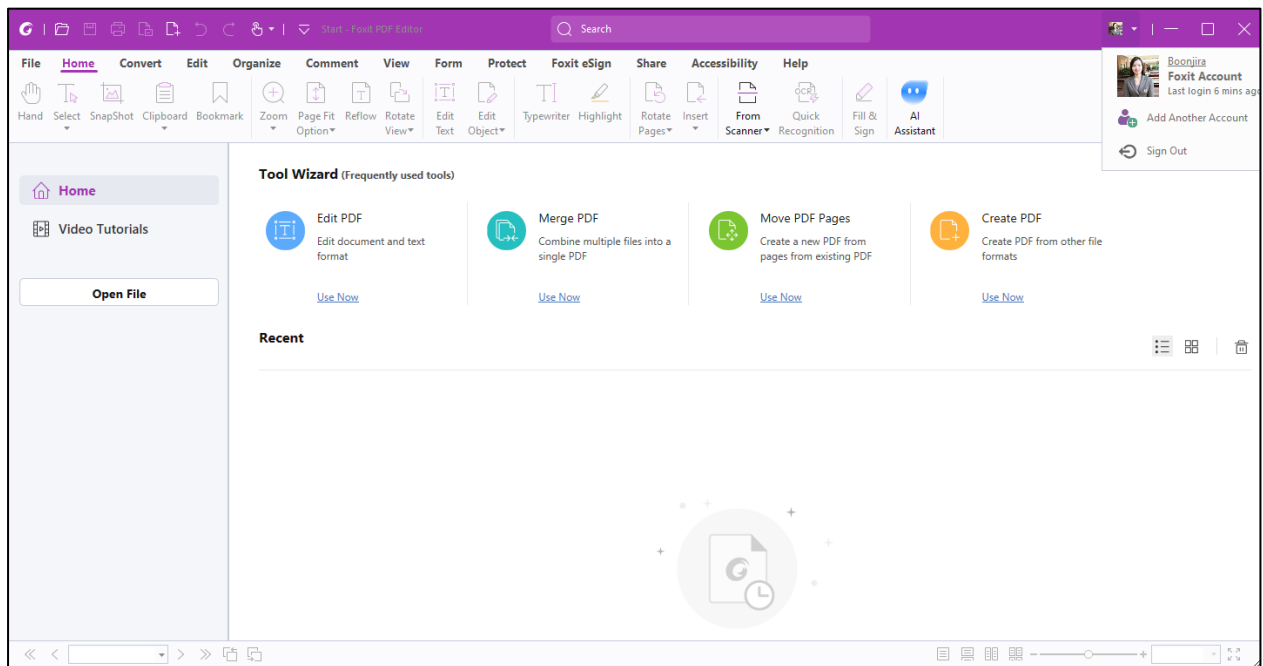 Start - Foxit PDF Editor
Search
File Home Convert Edit Organize Comment View Form Protect Foxit eSign Share Accessibility Help
Hand Select SnapShot Clipboard Bookmark Zoom Page Fit Option Reflow Rotate View Edit Text Edit Object Typewriter Highlight Rotate Pages Insert From Scanner Quick Recognition Fill & Sign AI Assistant
Boonjira
Foxit Account
Last login 6 mins ago
Add Another Account
Sign Out
Home
Video Tutorials
Open File
Tool Wizard (Frequently used tools)
Edit PDF
Edit document and text
format
Use Now
Merge PDF
Combine multiple files into a
single PDF
Use Now
Move PDF Pages
Create a new PDF from
pages from existing PDF
Use Now
Create PDF
Create PDF from other file
formats
Use Now
Recent